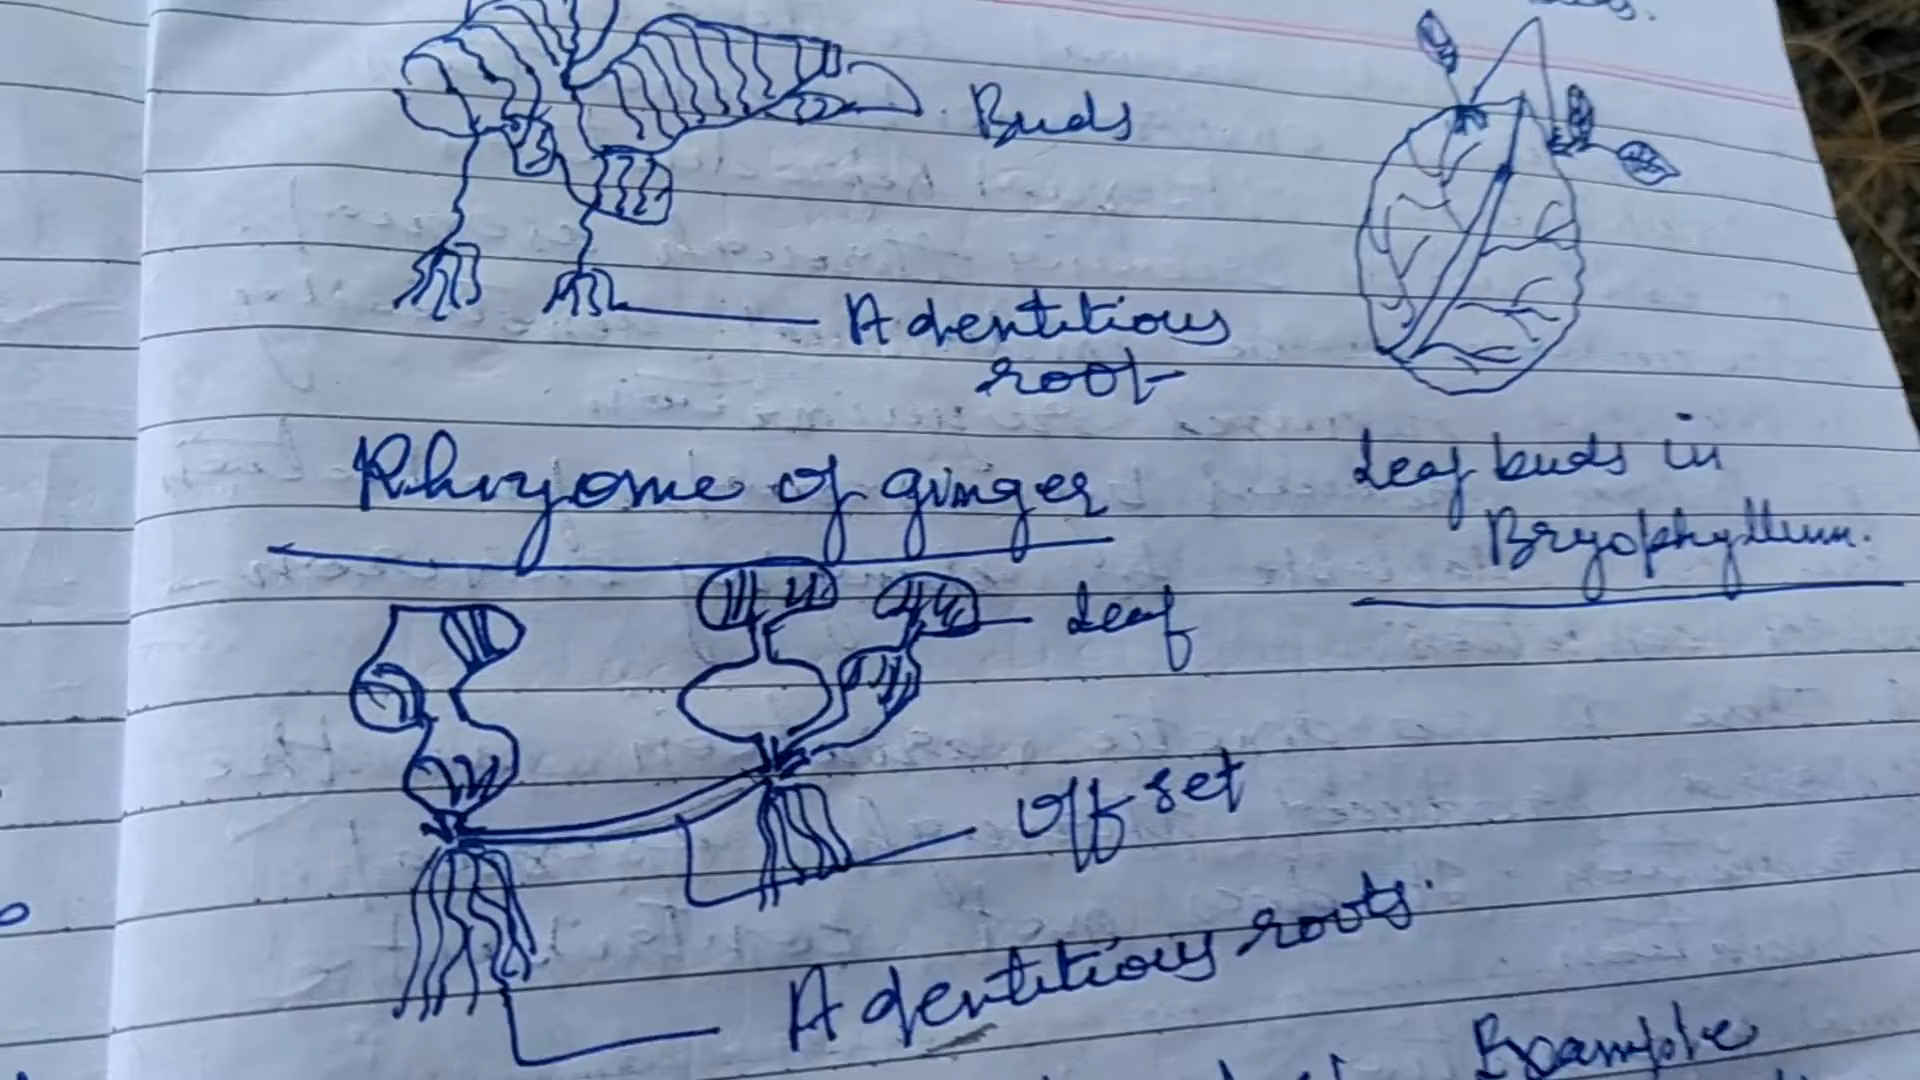 Buds
Adentitious
root
Rhizome of ginger
Leaf buds in
Bryophyllum.
Leaf
Off set
Adentitious roots.
Example